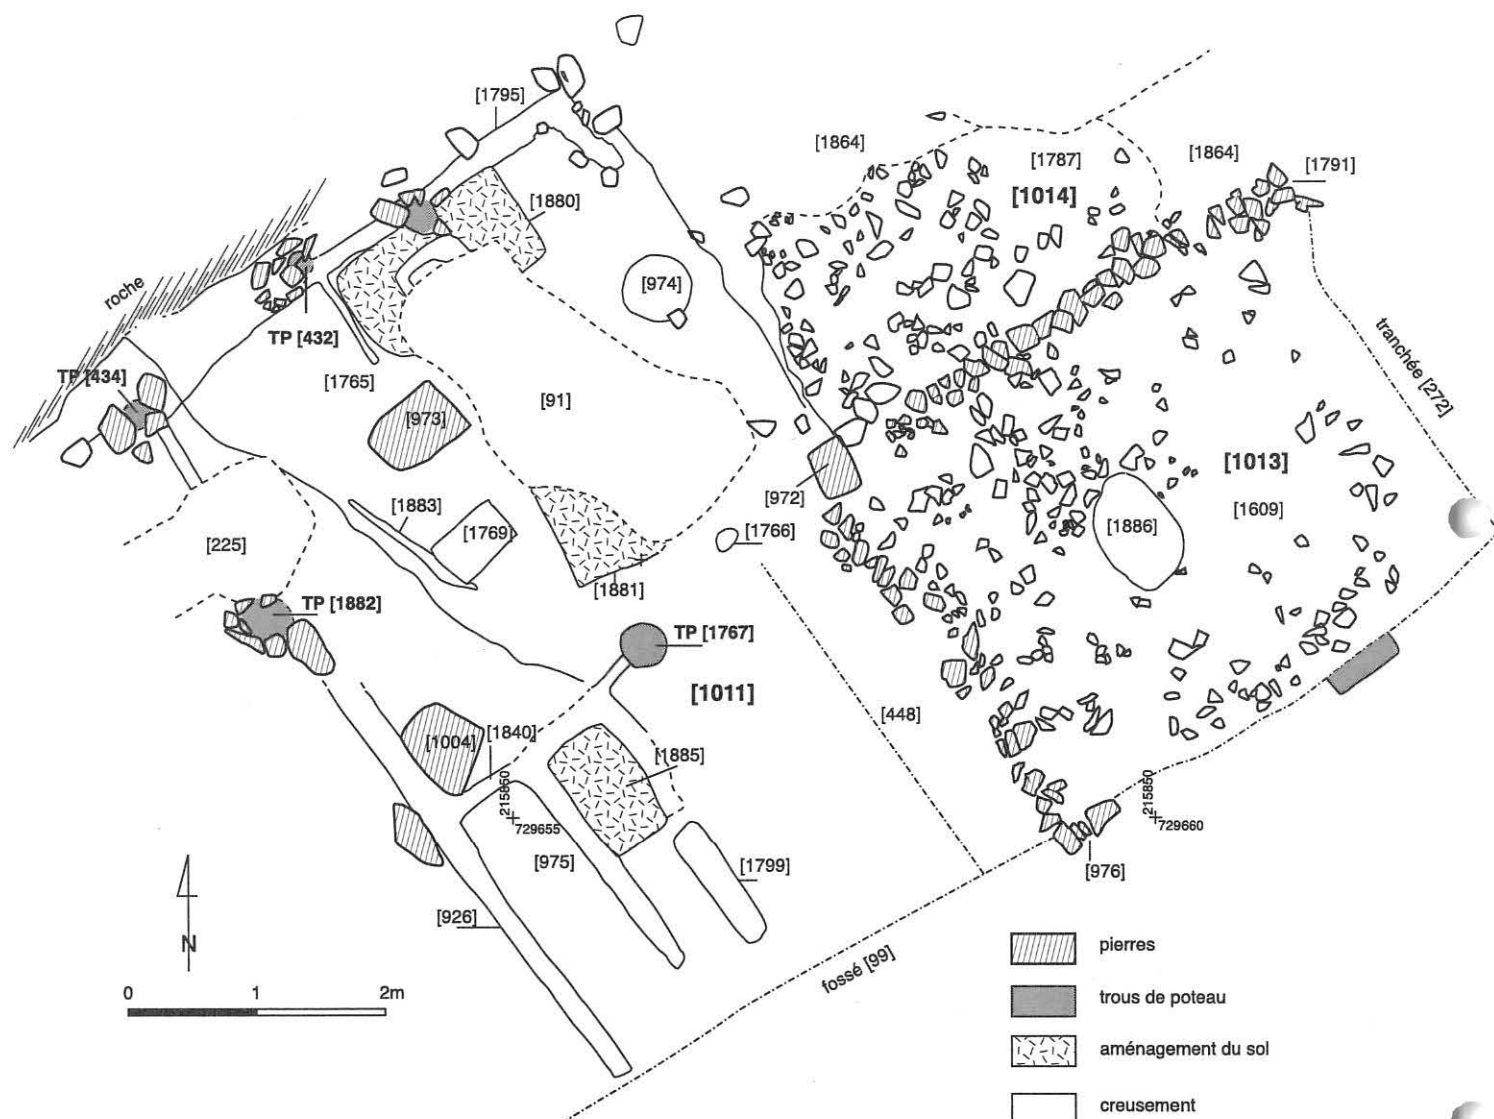 [1795]
[1864]
[1787]
[1864]
[1791]
[1014]
[1880]
roche
[974]
TP [432]
tranchée [272]
TP [434]
[1765]
[91]
[973]
[1013]
[972]
[1883]
[1769]
[1766]
[1886]
[1609]
[225]
[1881]
TP [1882]
TP [1767]
[1011]
[448]
[1004]
[1840]
[1885]
215850
729655
215850
729660
[975]
[1799]
[976]
[926]
N
fossé [99]
0 1 2m
pierres
trous de poteau
aménagement du sol
creusement